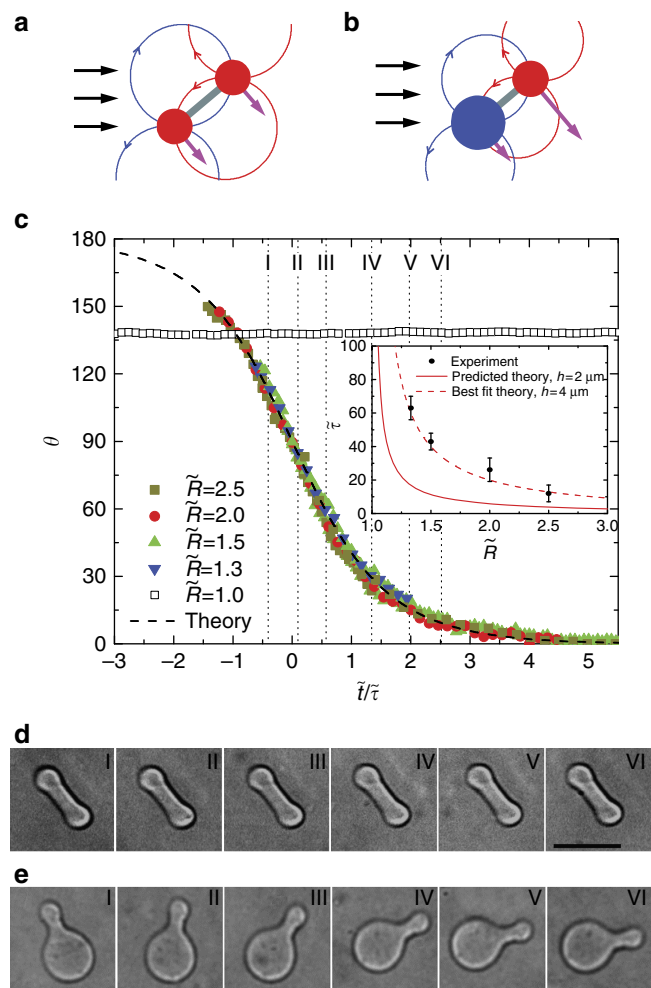 a
b
c
180
150
120
90
60
30
0
θ
I II III IV V VI
R̃=2.5
R̃=2.0
R̃=1.5
R̃=1.3
R̃=1.0
Theory
100
80
60
40
20
0
τ̃
Experiment
Predicted theory, h=2 μm
Best fit theory, h=4 μm
1.0 1.5 2.0 2.5 3.0
R̃
−3 −2 −1 0 1 2 3 4 5
t̃/τ̃
d
I II III IV V VI
e
I II III IV V VI